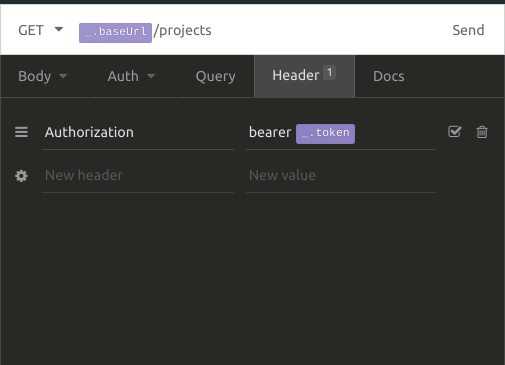 GET _.baseUrl/projects Send
Body Auth Query Header 1 Docs
Authorization bearer _.token
New header New value